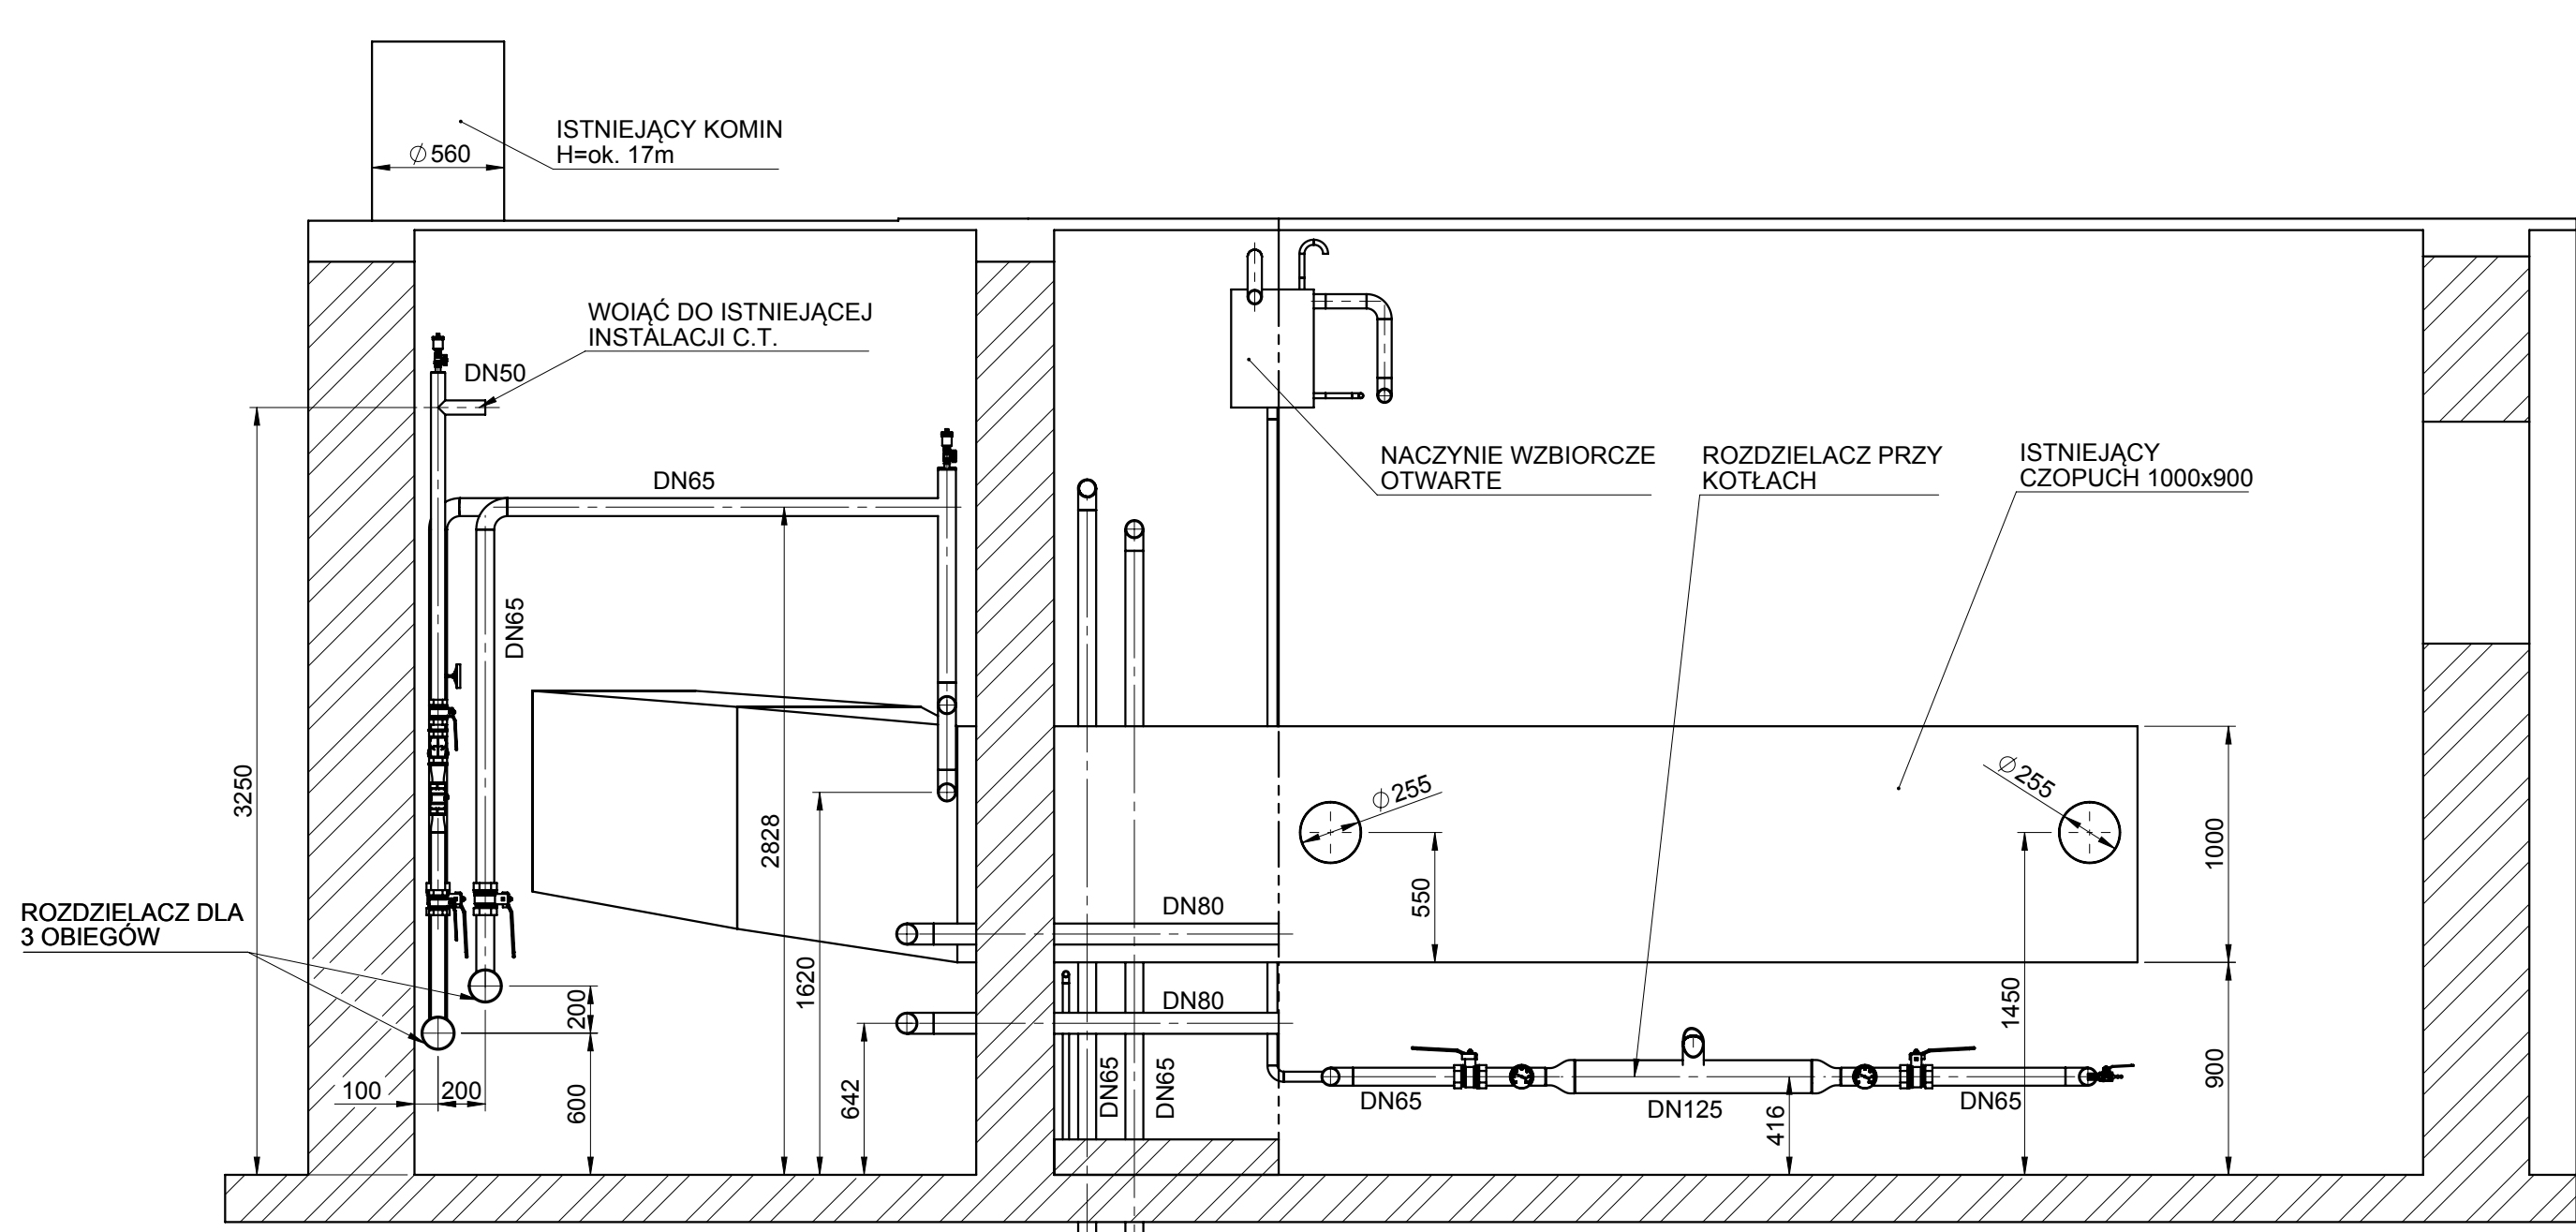 ISTNIEJĄCY KOMIN
H=ok. 17m
∅560
WOIĄĆ DO ISTNIEJĄCEJ
INSTALACJI C.T.
DN50
DN65
NACZYNIE WZBIORCZE
OTWARTE
ROZDZIELACZ PRZY
KOTŁACH
ISTNIEJĄCY
CZOPUCH 1000x900
DN65
3250
2828
∅255
∅255
1000
550
ROZDZIELACZ DLA
3 OBIEGÓW
DN80
1620
200
DN80
1450
100
200
600
642
DN65
DN65
DN65
DN125
416
DN65
900